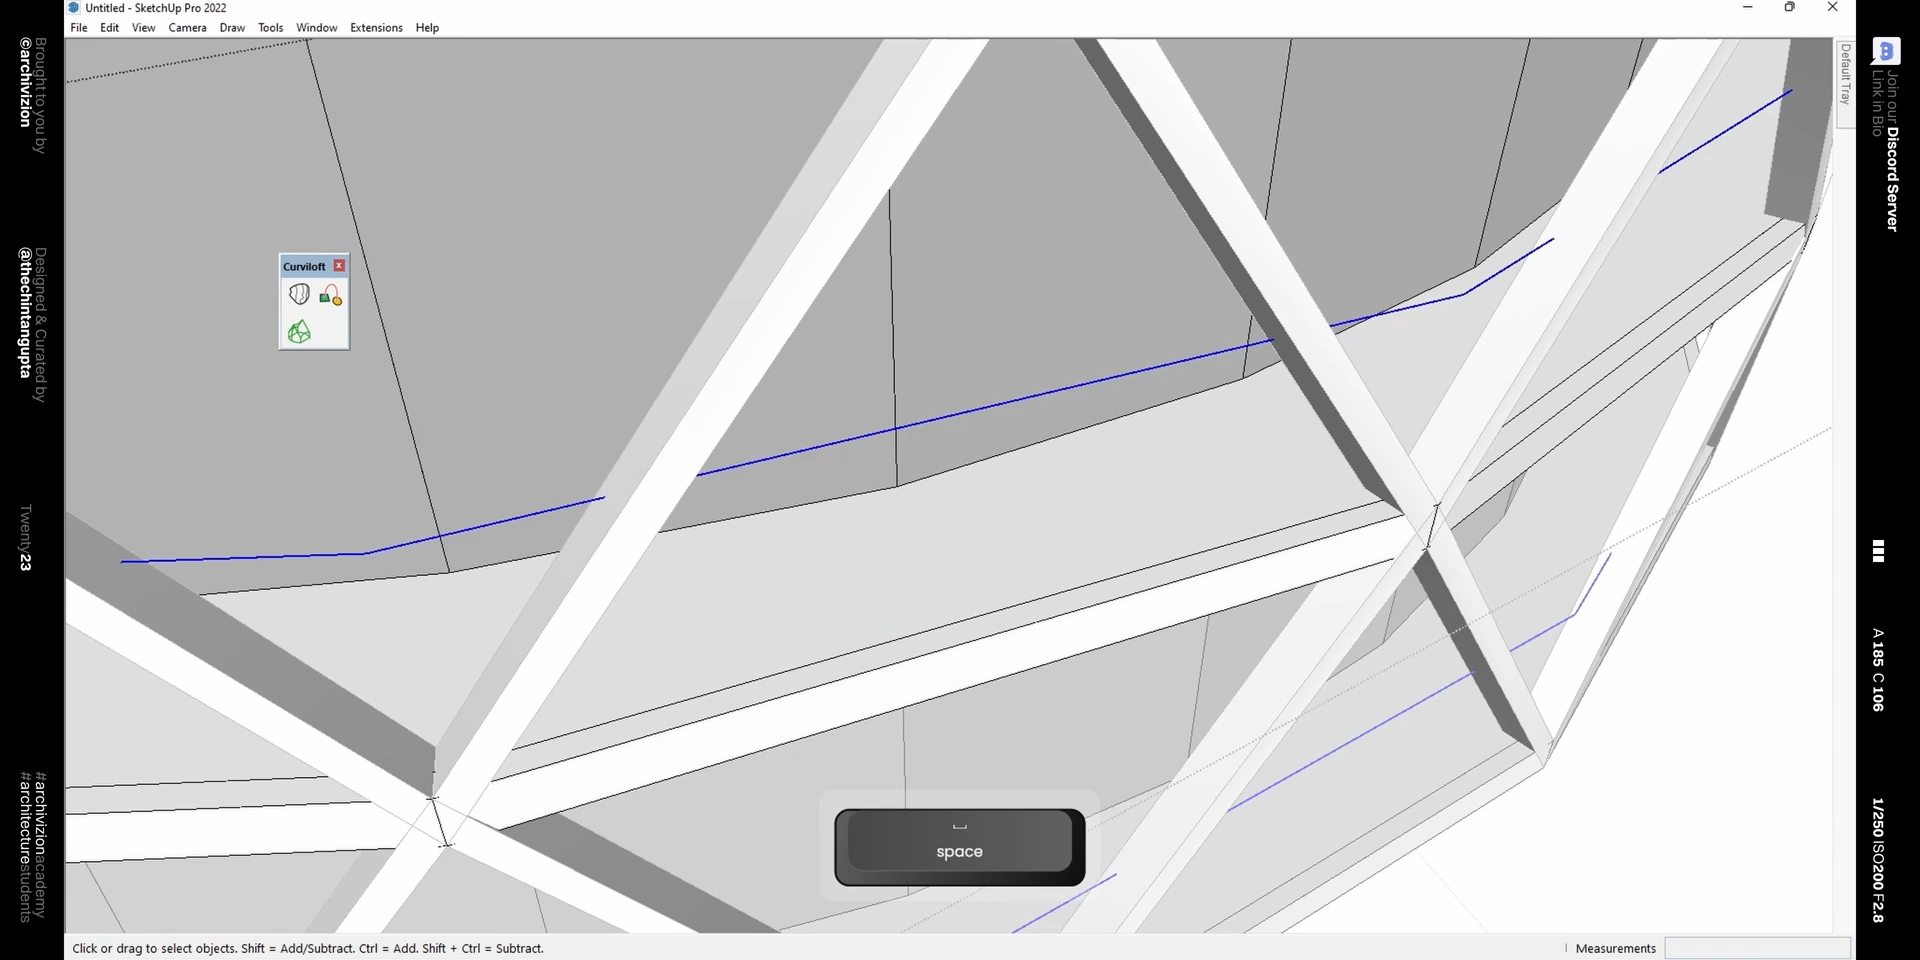 Untitled - SketchUp Pro 2022
File Edit View Camera Draw Tools Window Extensions Help
Brought to you by
@archivizion
Designed & Curated by
@thechintangupta
Twenty23
#archivizionacademy
#architecturestudents
Curviloft
Default Tray
Join our Discord Server
Link in Bio
A 185 C 106
1/250 ISO200 F2.8
space
Click or drag to select objects. Shift = Add/Subtract. Ctrl = Add. Shift + Ctrl = Subtract.
Measurements